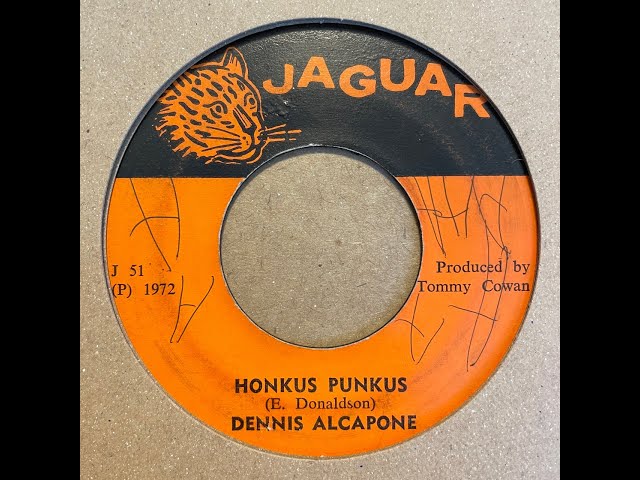 JAGUAR
J 51
(P) 1972
Produced by
Tommy Cowan
HONKUS PUNKUS
(E. Donaldson)
DENNIS ALCAPONE